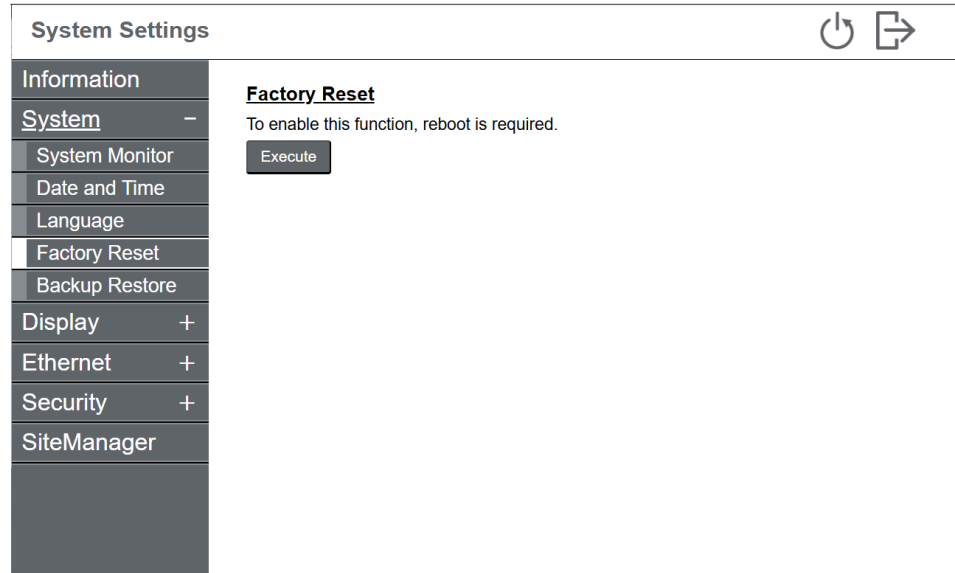 System Settings
Information
System −
System Monitor
Date and Time
Language
Factory Reset
Backup Restore
Display +
Ethernet +
Security +
SiteManager
Factory Reset
To enable this function, reboot is required.
Execute